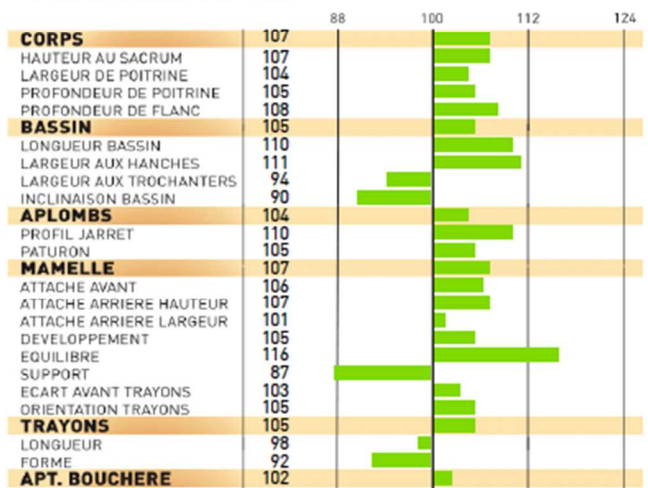 88 100 112 124
CORPS 107
HAUTEUR AU SACRUM 107
LARGEUR DE POITRINE 104
PROFONDEUR DE POITRINE 105
PROFONDEUR DE FLANC 108
BASSIN 105
LONGUEUR BASSIN 110
LARGEUR AUX HANCHES 111
LARGEUR AUX TROCHANTERS 94
INCLINAISON BASSIN 90
APLOMBS 104
PROFIL JARRET 110
PATURON 105
MAMELLE 107
ATTACHE AVANT 106
ATTACHE ARRIERE HAUTEUR 107
ATTACHE ARRIERE LARGEUR 101
DEVELOPPEMENT 105
EQUILIBRE 116
SUPPORT 87
ECART AVANT TRAYONS 103
ORIENTATION TRAYONS 105
TRAYONS 105
LONGUEUR 98
FORME 92
APT. BOUCHERE 102